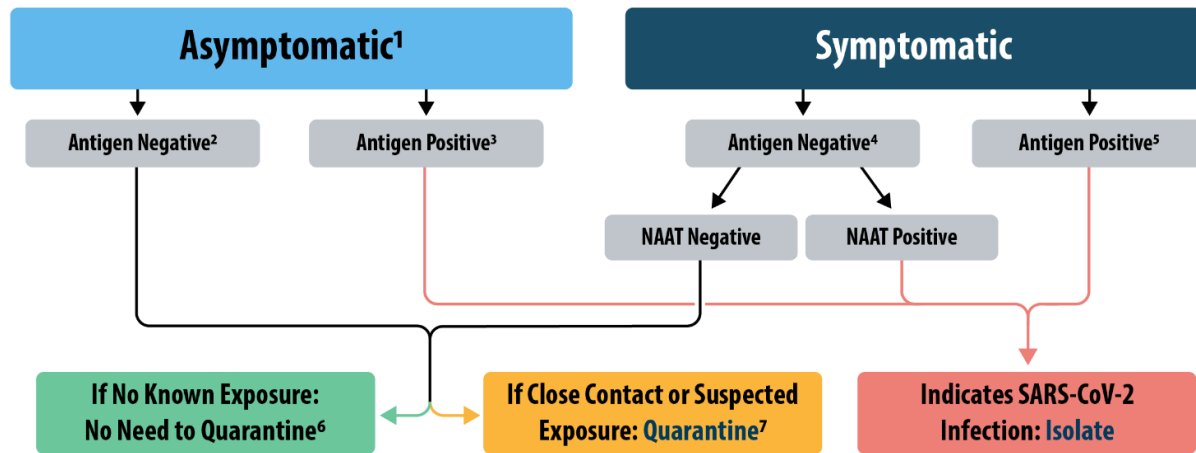 Asymptomatic¹
Symptomatic
Antigen Negative²
Antigen Positive³
Antigen Negative⁴
Antigen Positive⁵
NAAT Negative
NAAT Positive
If No Known Exposure:
No Need to Quarantine⁶
If Close Contact or Suspected
Exposure: Quarantine⁷
Indicates SARS-CoV-2
Infection: Isolate